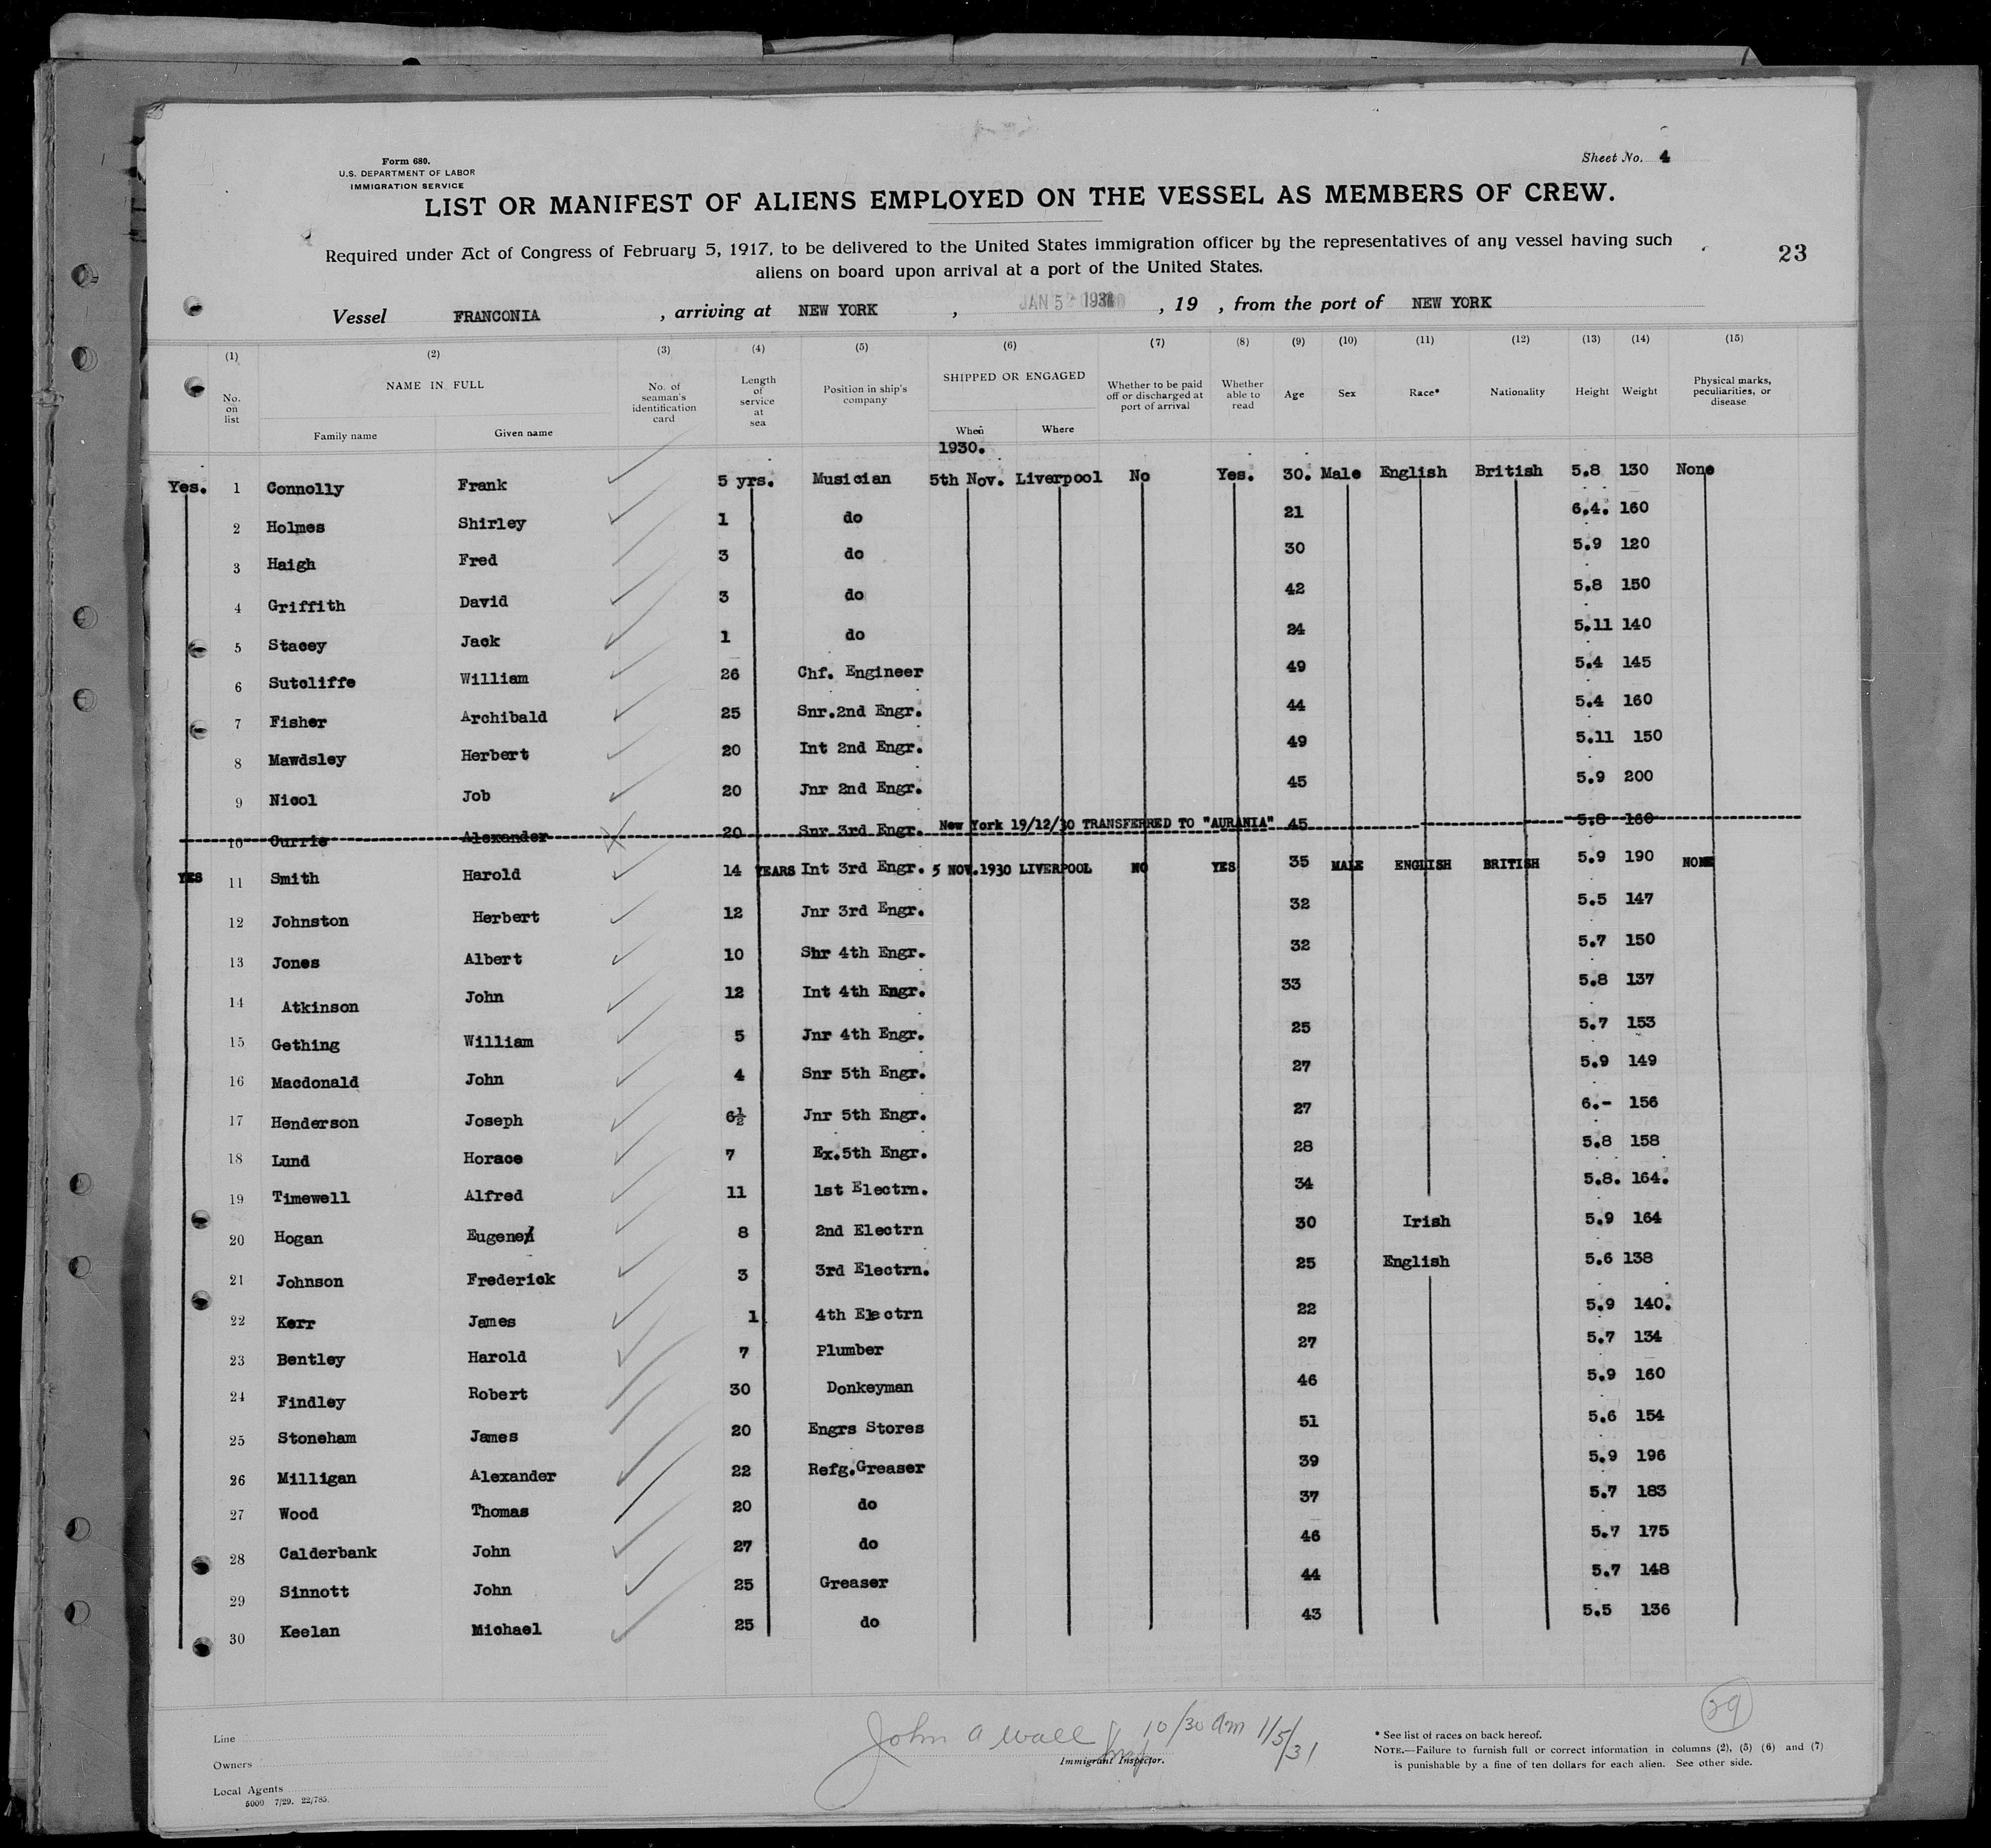 Form 680.
U.S. DEPARTMENT OF LABOR
IMMIGRATION SERVICE
Sheet No. 4
LIST OR MANIFEST OF ALIENS EMPLOYED ON THE VESSEL AS MEMBERS OF CREW.
Required under Act of Congress of February 5, 1917, to be delivered to the United States immigration officer by the representatives of any vessel having such
aliens on board upon arrival at a port of the United States.
23
Vessel FRANCONIA , arriving at NEW YORK , JAN 5 1931 , 19 , from the port of NEW YORK
(1) (2) (3) (4) (5) (6) (7) (8) (9) (10) (11) (12) (13) (14) (15)
No. on list NAME IN FULL Family name Given name No. of seaman's identification card Length of service at sea Position in ship's company SHIPPED OR ENGAGED When Where Whether to be paid off or discharged at port of arrival Whether able to read Age Sex Race* Nationality Height Weight Physical marks, peculiarities, or disease
1930.
Yes. 1 Connolly Frank 5 yrs. Musician 5th Nov. Liverpool No Yes. 30. Male English British 5.8 130 None
2 Holmes Shirley 1 do 21 6.4. 160
3 Haigh Fred 3 do 30 5.9 120
4 Griffith David 3 do 42 5.8 150
5 Stacey Jack 1 do 24 5.11 140
6 Sutcliffe William 26 Chf. Engineer 49 5.4 145
7 Fisher Archibald 25 Snr.2nd Engr. 44 5.4 160
8 Mawdsley Herbert 20 Int 2nd Engr. 49 5.11 150
9 Nicol Job 20 Jnr 2nd Engr. 45 5.9 200
10 Currie Alexander 20 Snr 3rd Engr. New York 19/12/30 TRANSFERRED TO "AURANIA" 45 5.8 160
YES 11 Smith Harold 14 YEARS Int 3rd Engr. 5 NOV.1930 LIVERPOOL NO YES 35 MALE ENGLISH BRITISH 5.9 190 NONE
12 Johnston Herbert 12 Jnr 3rd Engr. 32 5.5 147
13 Jones Albert 10 Snr 4th Engr. 32 5.7 150
14 Atkinson John 12 Int 4th Engr. 33 5.8 137
15 Gething William 5 Jnr 4th Engr. 25 5.7 153
16 Macdonald John 4 Snr 5th Engr. 27 5.9 149
17 Henderson Joseph 6½ Jnr 5th Engr. 27 6.- 156
18 Lund Horace 7 Ex.5th Engr. 28 5.8 158
19 Timewell Alfred 11 1st Electrn. 34 5.8. 164.
20 Hogan Eugene 8 2nd Electrn 30 Irish 5.9 164
21 Johnson Frederick 3 3rd Electrn. 25 English 5.6 138
22 Kerr James 1 4th Electrn 22 5.9 140.
23 Bentley Harold 7 Plumber 27 5.7 134
24 Findley Robert 30 Donkeyman 46 5.9 160
25 Stoneham James 20 Engrs Stores 51 5.6 154
26 Milligan Alexander 22 Refg.Greaser 39 5.9 196
27 Wood Thomas 20 do 37 5.7 183
28 Calderbank John 27 do 46 5.7 175
29 Sinnott John 25 Greaser 44 5.7 148
30 Keelan Michael 25 do 43 5.5 136
29
Line
Owners
Local Agents
5000 7/29. 22/785.
John A Wall 10/30 am 1/5/31
Immigrant Inspector.
* See list of races on back hereof.
NOTE.—Failure to furnish full or correct information in columns (2), (5) (6) and (7)
is punishable by a fine of ten dollars for each alien. See other side.